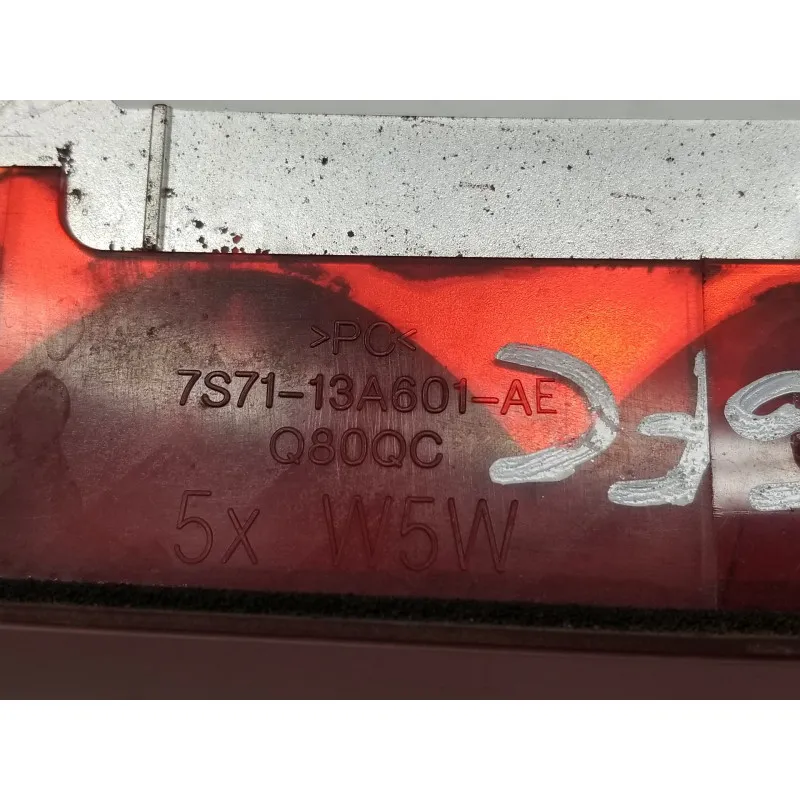 >PC<
7S71-13A601-AE
Q80QC
5x W5W